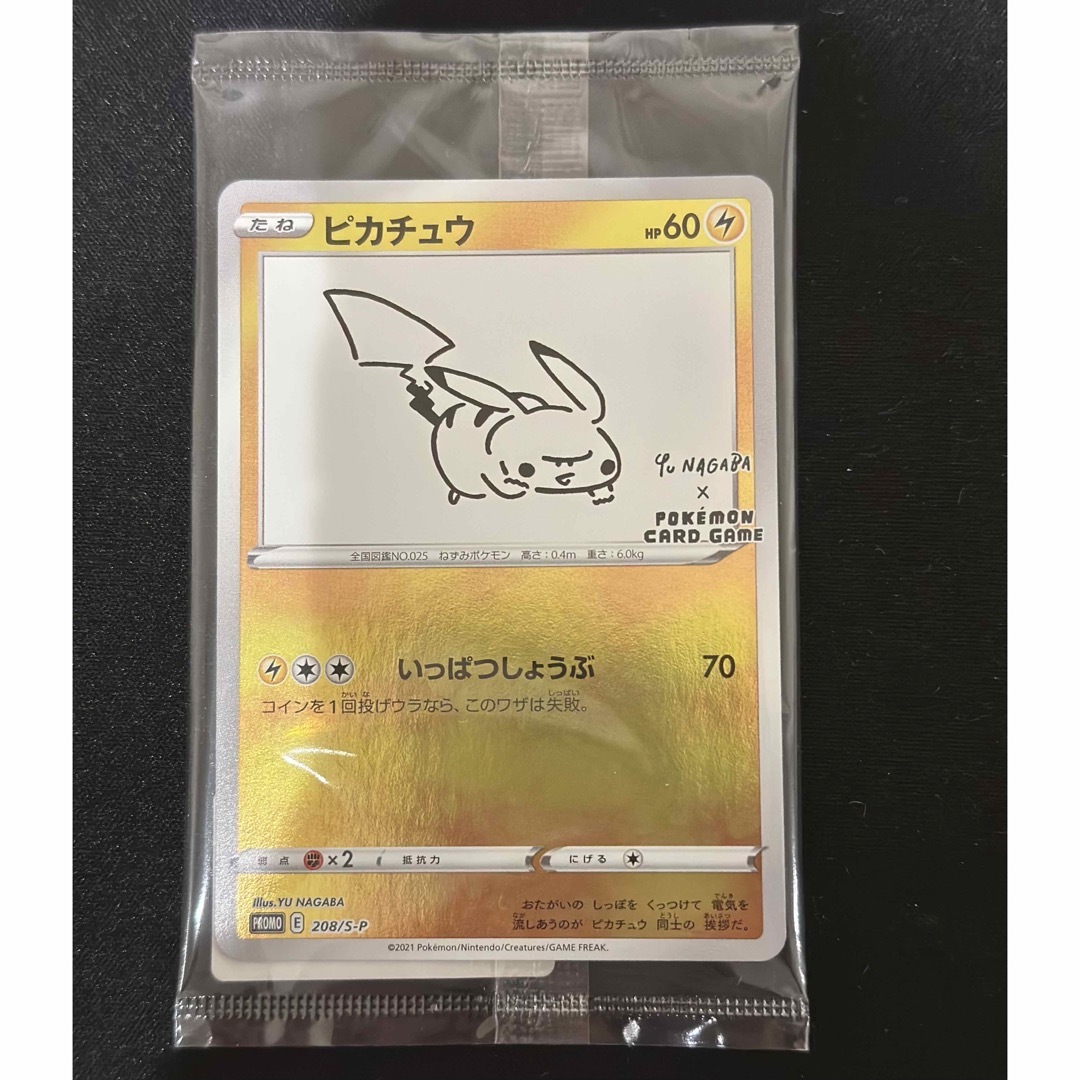 たね ピカチュウ HP60
Yu NAGABA
×
POKÉMON
CARD GAME
全国図鑑NO.025 ねずみポケモン 高さ:0.4m 重さ:6.0kg
いっぱつしょうぶ 70
コインを1回投げウラなら、このワザは失敗。
弱点 ×2 抵抗力 にげる
Illus.YU NAGABA
PROMO E 208/S-P
おたがいの しっぽを くっつけて 電気を
流しあうのが ピカチュウ 同士の 挨拶だ。
©2021 Pokémon/Nintendo/Creatures/GAME FREAK.